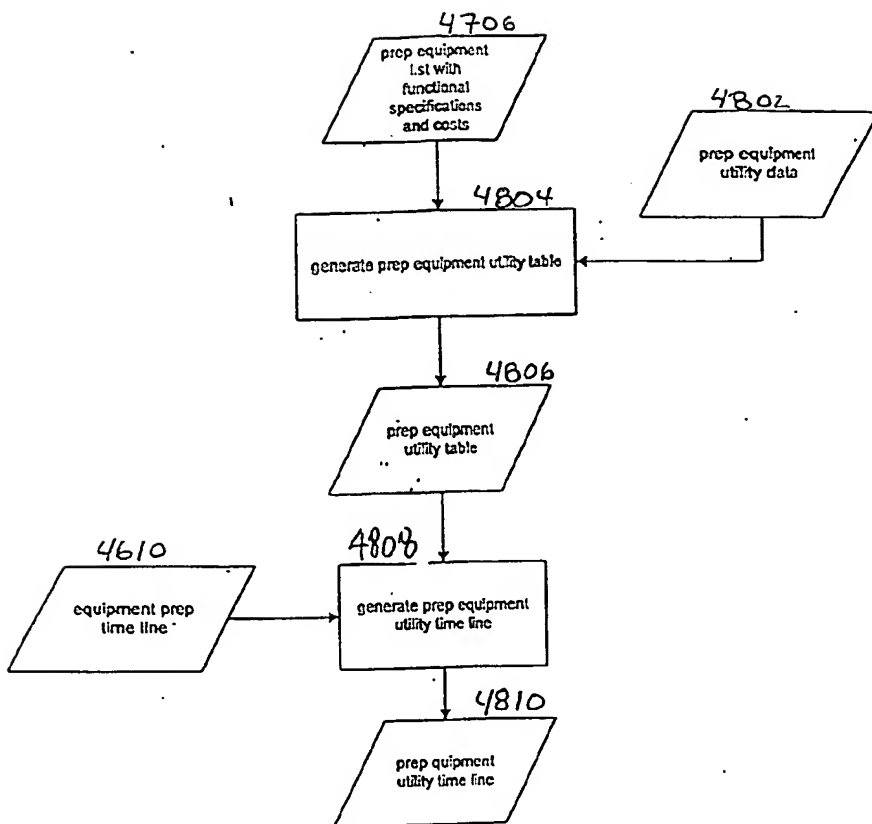 4706
prep equipment
list with
functional
specifications
and costs
4802
prep equipment
utility data
4804
generate prep equipment utility table
4806
prep equipment
utility table
4610
equipment prep
time line
4808
generate prep equipment
utility time line
4810
prep quipment
utility time line